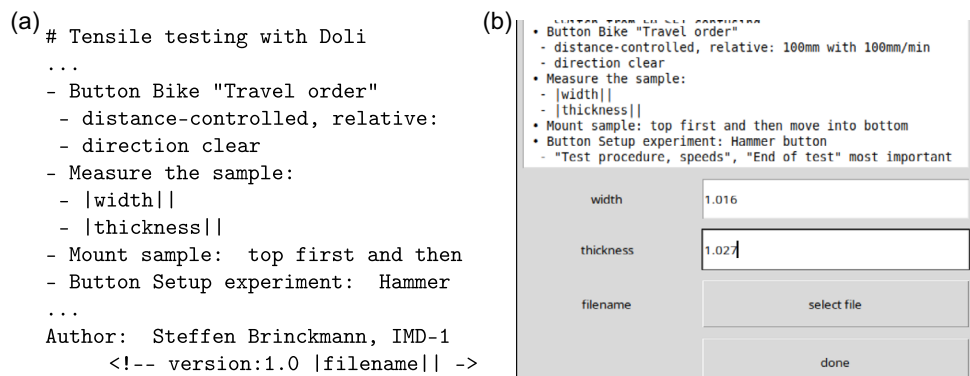 (a)
# Tensile testing with Doli
...
- Button Bike "Travel order"
- distance-controlled, relative:
- direction clear
- Measure the sample:
- |width||
- |thickness||
- Mount sample: top first and then
- Button Setup experiment: Hammer
...
Author: Steffen Brinckmann, IMD-1
<!-- version:1.0 |filename|| ->
(b)
• Button Bike "Travel order"
- distance-controlled, relative: 100mm with 100mm/min
- direction clear
• Measure the sample:
- |width||
- |thickness||
• Mount sample: top first and then move into bottom
• Button Setup experiment: Hammer button
- "Test procedure, speeds", "End of test" most important
width
1.016
thickness
1.027
filename
select file
done